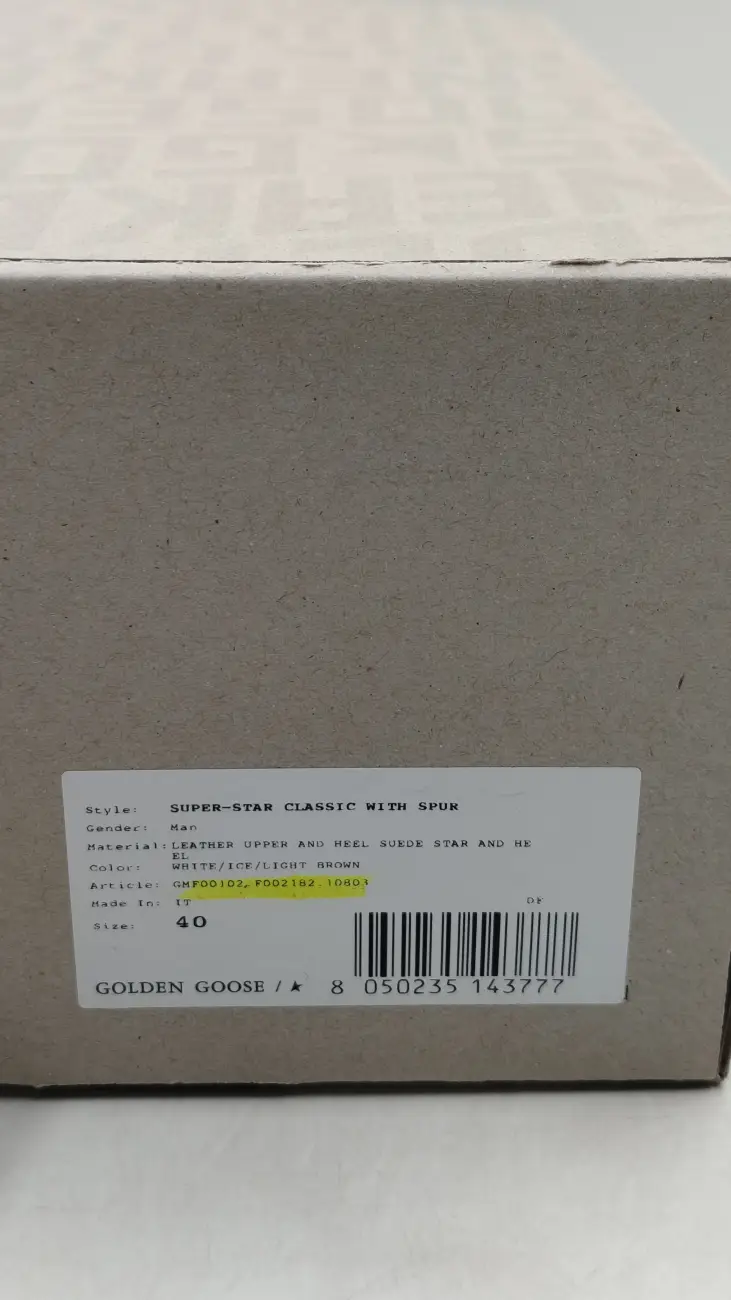 Style: SUPER-STAR CLASSIC WITH SPUR
Gender: Man
Material: LEATHER UPPER AND HEEL SUEDE STAR AND HE
EL
Color: WHITE/ICE/LIGHT BROWN
Article: GMF00102.F002182.10803
Made In: IT
DF
Size: 40
GOLDEN GOOSE / ★ 8 050235 143777